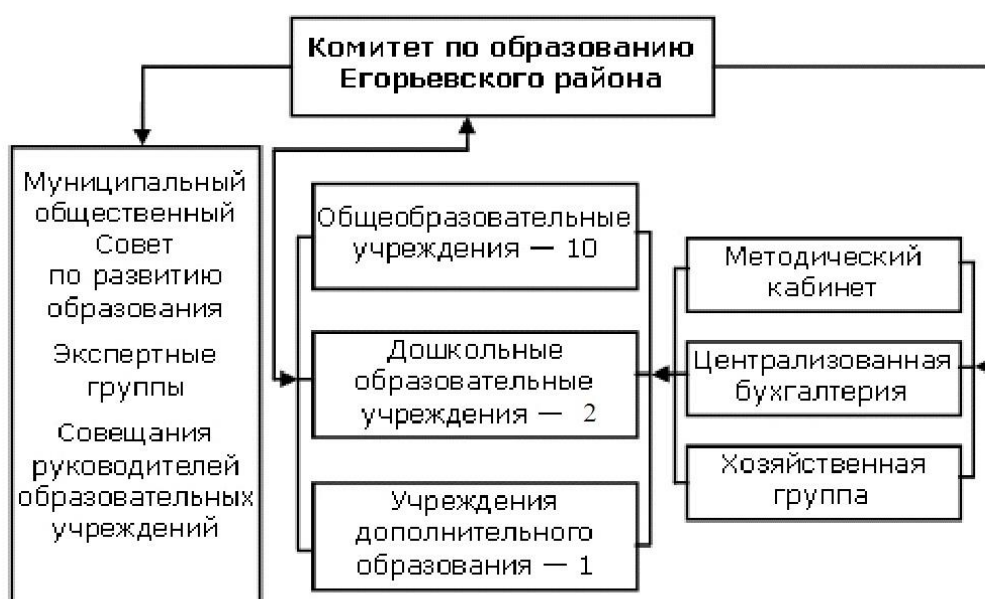 Комитет по образованию
Егорьевского района
Муниципальный
общественный
Совет
по развитию
образования
Экспертные
группы
Совещания
руководителей
образовательных
учреждений
Общеобразовательные
учреждения — 10
Дошкольные
образовательные
учреждения — 2
Учреждения
дополнительного
образования — 1
Методический
кабинет
Централизованная
бухгалтерия
Хозяйственная
группа